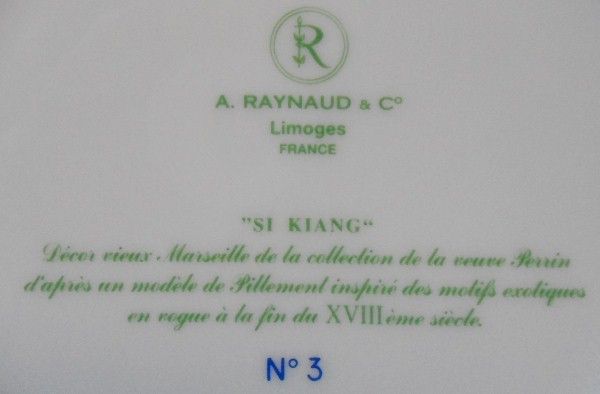 R
A. RAYNAUD & Cº
Limoges
FRANCE
"SI KIANG"
Décor vieux Marseille de la collection de la veuve Perrin
d'après un modèle de Pillement inspiré des motifs exotiques
en vogue à la fin du XVIIIème siècle.
N° 3